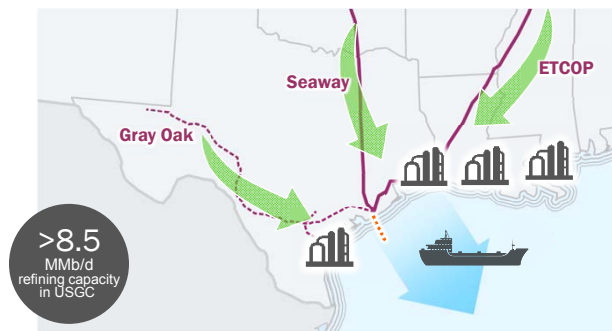 Seaway
ETCOP
Gray Oak
>8.5
MMb/d
refining capacity
in USGC